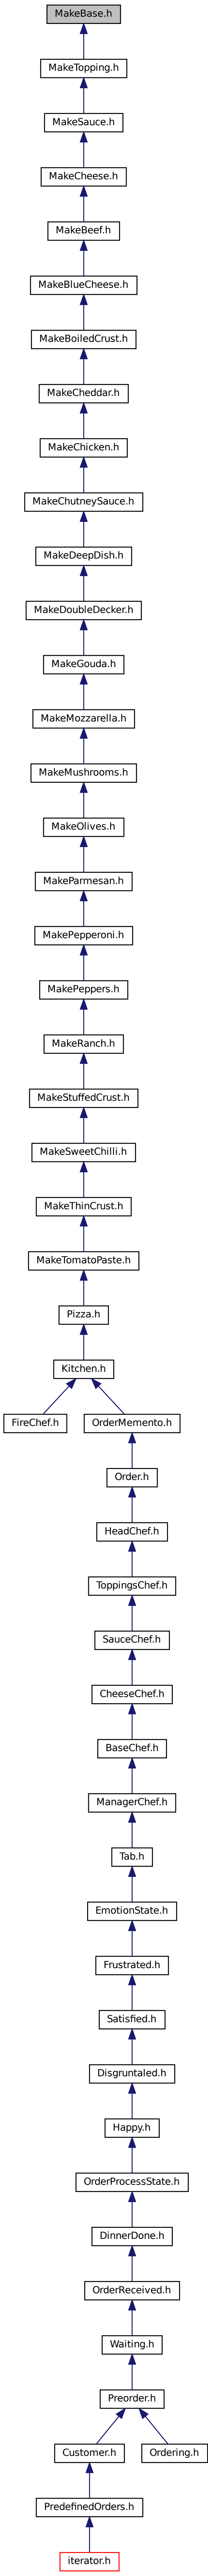 MakeBase.h
MakeTopping.h
MakeSauce.h
MakeCheese.h
MakeBeef.h
MakeBlueCheese.h
MakeBoiledCrust.h
MakeCheddar.h
MakeChicken.h
MakeChutneySauce.h
MakeDeepDish.h
MakeDoubleDecker.h
MakeGouda.h
MakeMozzarella.h
MakeMushrooms.h
MakeOlives.h
MakeParmesan.h
MakePepperoni.h
MakePeppers.h
MakeRanch.h
MakeStuffedCrust.h
MakeSweetChilli.h
MakeThinCrust.h
MakeTomatoPaste.h
Pizza.h
Kitchen.h
FireChef.h
OrderMemento.h
Order.h
HeadChef.h
ToppingsChef.h
SauceChef.h
CheeseChef.h
BaseChef.h
ManagerChef.h
Tab.h
EmotionState.h
Frustrated.h
Satisfied.h
Disgruntaled.h
Happy.h
OrderProcessState.h
DinnerDone.h
OrderReceived.h
Waiting.h
Preorder.h
Customer.h
Ordering.h
PredefinedOrders.h
iterator.h